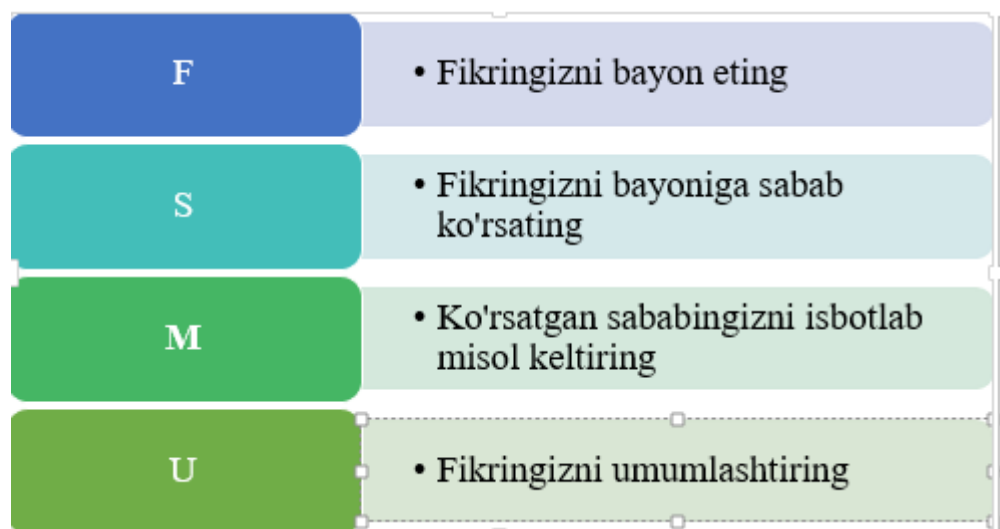 F
• Fikringizni bayon eting
S
• Fikringizni bayoniga sabab
ko'rsating
M
• Ko'rsatgan sababingizni isbotlab
misol keltiring
U
• Fikringizni umumlashtiring